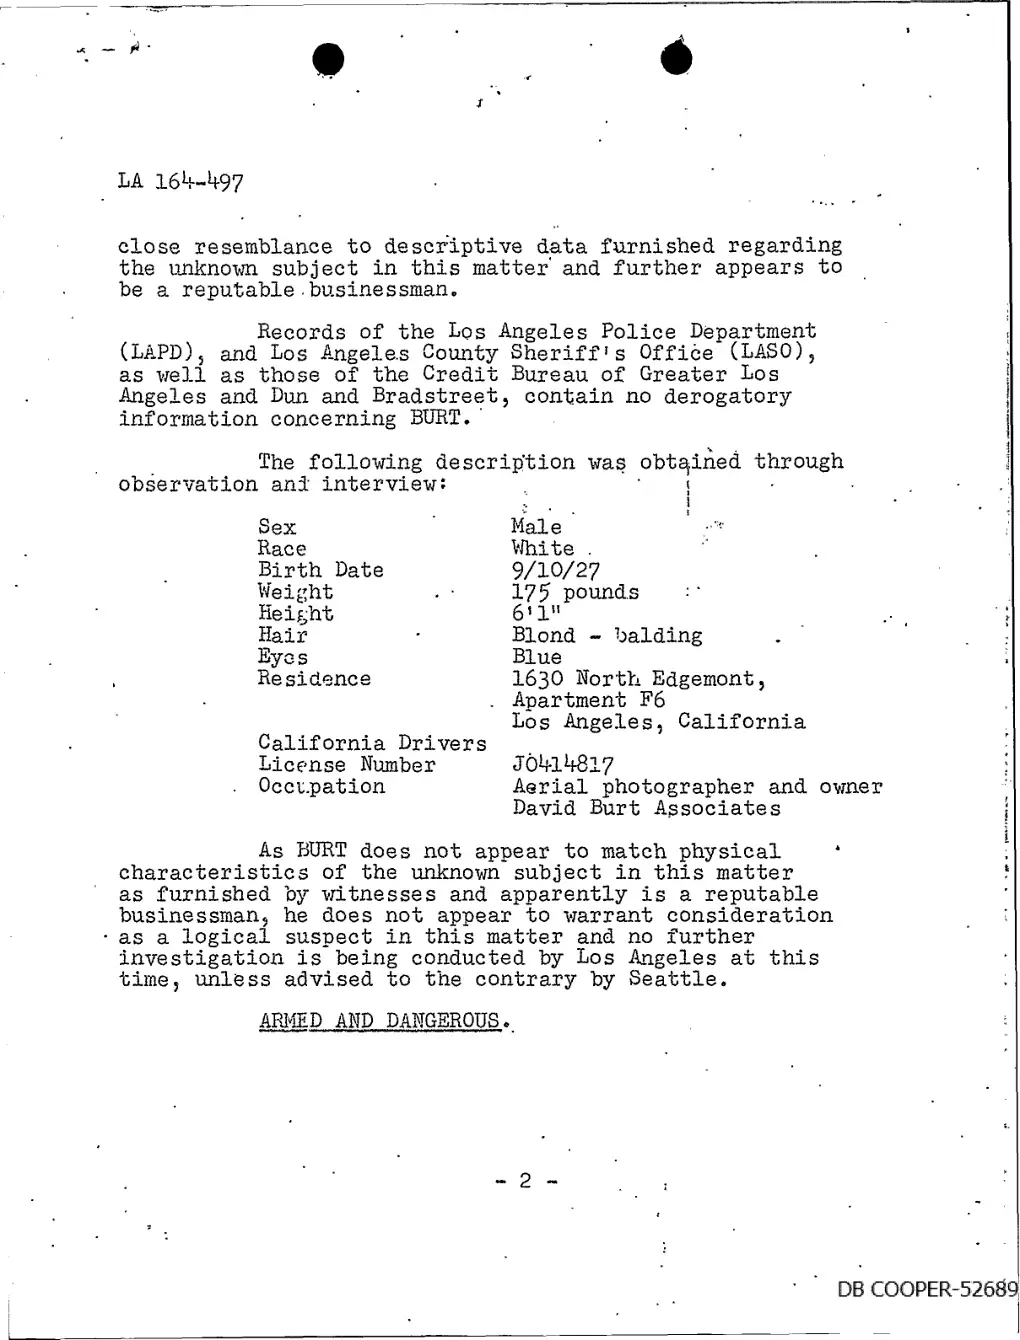 LA 164-497
close resemblance to descriptive data furnished regarding
the unknown subject in this matter and further appears to
be a reputable businessman.
Records of the Los Angeles Police Department
(LAPD), and Los Angeles County Sheriff's Office (LASO),
as well as those of the Credit Bureau of Greater Los
Angeles and Dun and Bradstreet, contain no derogatory
information concerning BURT.
The following description was obtained through
observation and interview:
Sex Male
Race White
Birth Date 9/10/27
Weight 175 pounds
Height 6'1"
Hair Blond - balding
Eyes Blue
Residence 1630 North Edgemont,
Apartment F6
Los Angeles, California
California Drivers
License Number J0414817
Occupation Aerial photographer and owner
David Burt Associates
As BURT does not appear to match physical
characteristics of the unknown subject in this matter
as furnished by witnesses and apparently is a reputable
businessman, he does not appear to warrant consideration
as a logical suspect in this matter and no further
investigation is being conducted by Los Angeles at this
time, unless advised to the contrary by Seattle.
ARMED AND DANGEROUS.
- 2 -
DB COOPER-52689